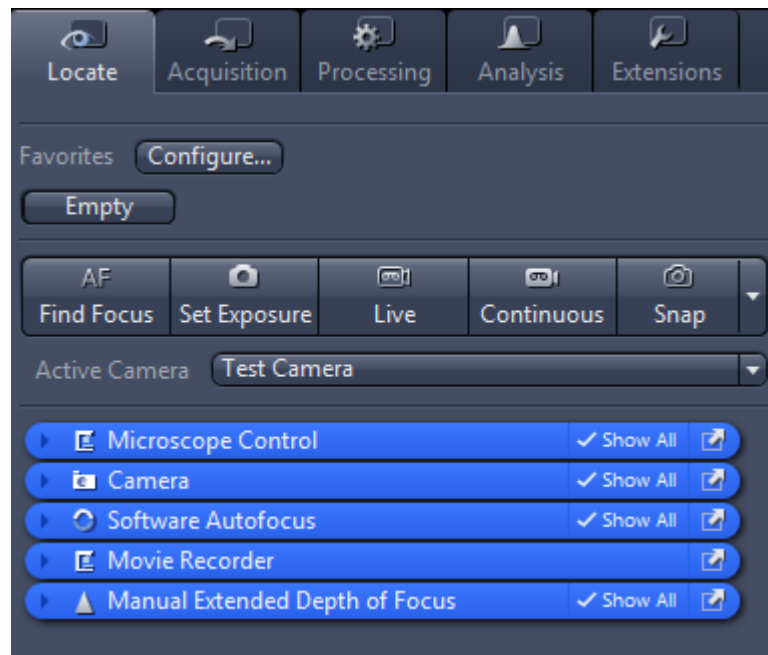 Locate Acquisition Processing Analysis Extensions
Favorites Configure...
Empty
AF
Find Focus Set Exposure Live Continuous Snap
Active Camera Test Camera
Microscope Control Show All
Camera Show All
Software Autofocus Show All
Movie Recorder
Manual Extended Depth of Focus Show All